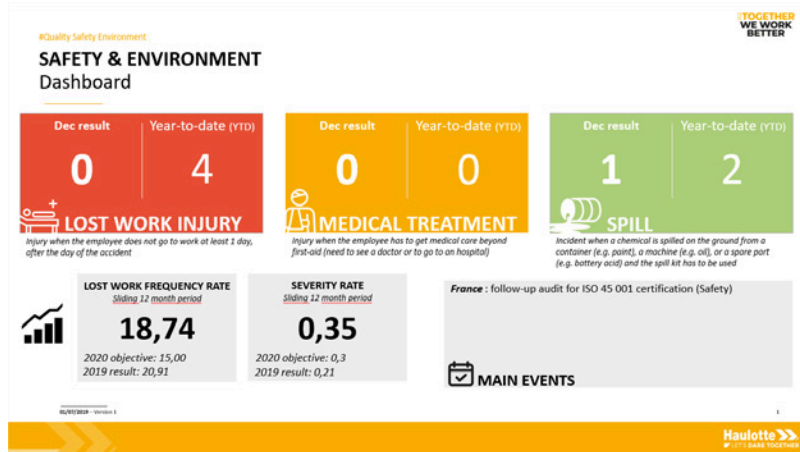 TOGETHER
WE WORK
BETTER
#Quality Safety Environment
SAFETY & ENVIRONMENT
Dashboard
Dec result
Year-to-date (YTD)
0
4
LOST WORK INJURY
Injury when the employee does not go to work at least 1 day,
after the day of the accident
Dec result
Year-to-date (YTD)
0
0
MEDICAL TREATMENT
Injury when the employee has to get medical care beyond
first-aid (need to see a doctor or to go to an hospital)
Dec result
Year-to-date (YTD)
1
2
SPILL
Incident when a chemical is spilled on the ground from a
container (e.g. paint), a machine (e.g. oil), or a spare part
(e.g. battery acid) and the spill kit has to be used
LOST WORK FREQUENCY RATE
Sliding 12 month period
18,74
2020 objective: 15,00
2019 result: 20,91
SEVERITY RATE
Sliding 12 month period
0,35
2020 objective: 0,3
2019 result: 0,21
France : follow-up audit for ISO 45 001 certification (Safety)
MAIN EVENTS
01/07/2019 – Version 1
1
Haulotte
LET'S DARE TOGETHER